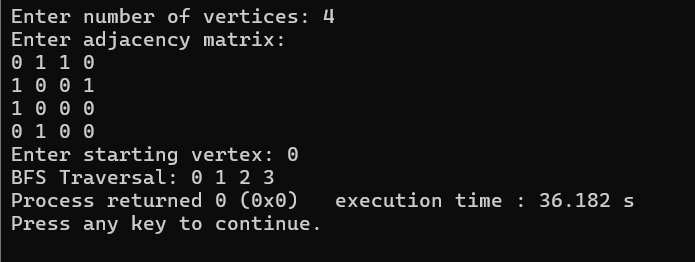 Enter number of vertices: 4
Enter adjacency matrix:
0 1 1 0
1 0 0 1
1 0 0 0
0 1 0 0
Enter starting vertex: 0
BFS Traversal: 0 1 2 3
Process returned 0 (0x0)   execution time : 36.182 s
Press any key to continue.